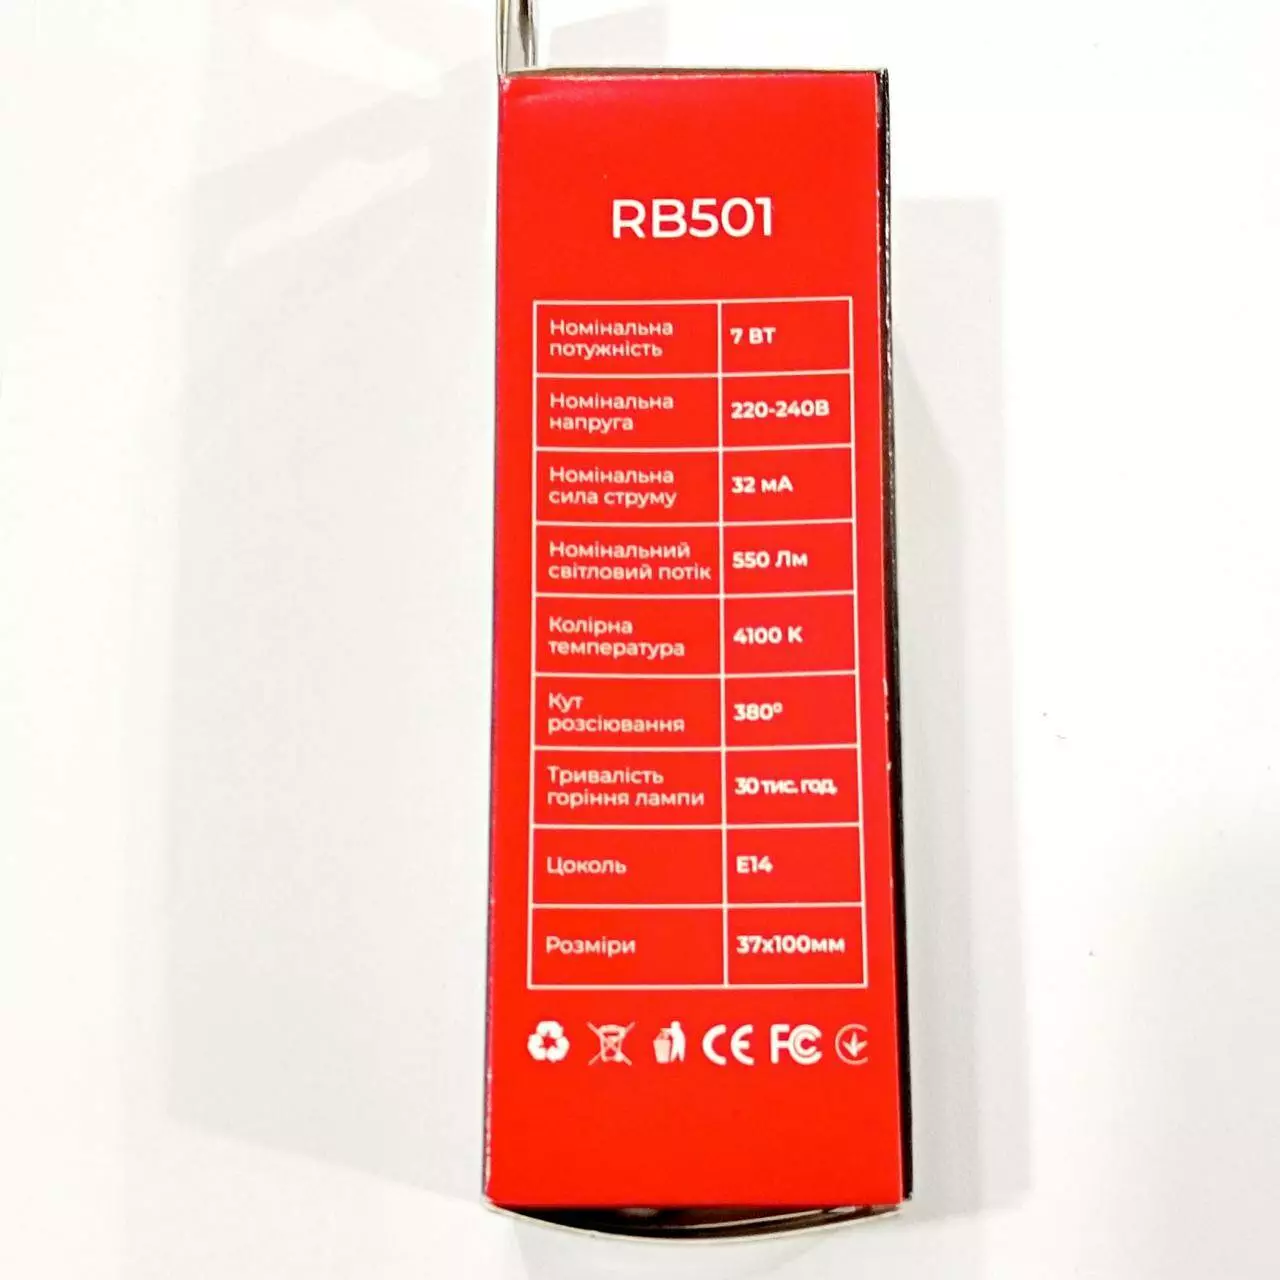 RB501
Номінальна
потужність
7 ВТ
Номінальна
напруга
220-240В
Номінальна
сила струму
32 мА
Номінальний
світловий потік
550 Лм
Колірна
температура
4100 К
Кут
розсіювання
380°
Тривалість
горіння лампи
30 тис. год.
Цоколь
E14
Розміри
37x100мм
CE FC